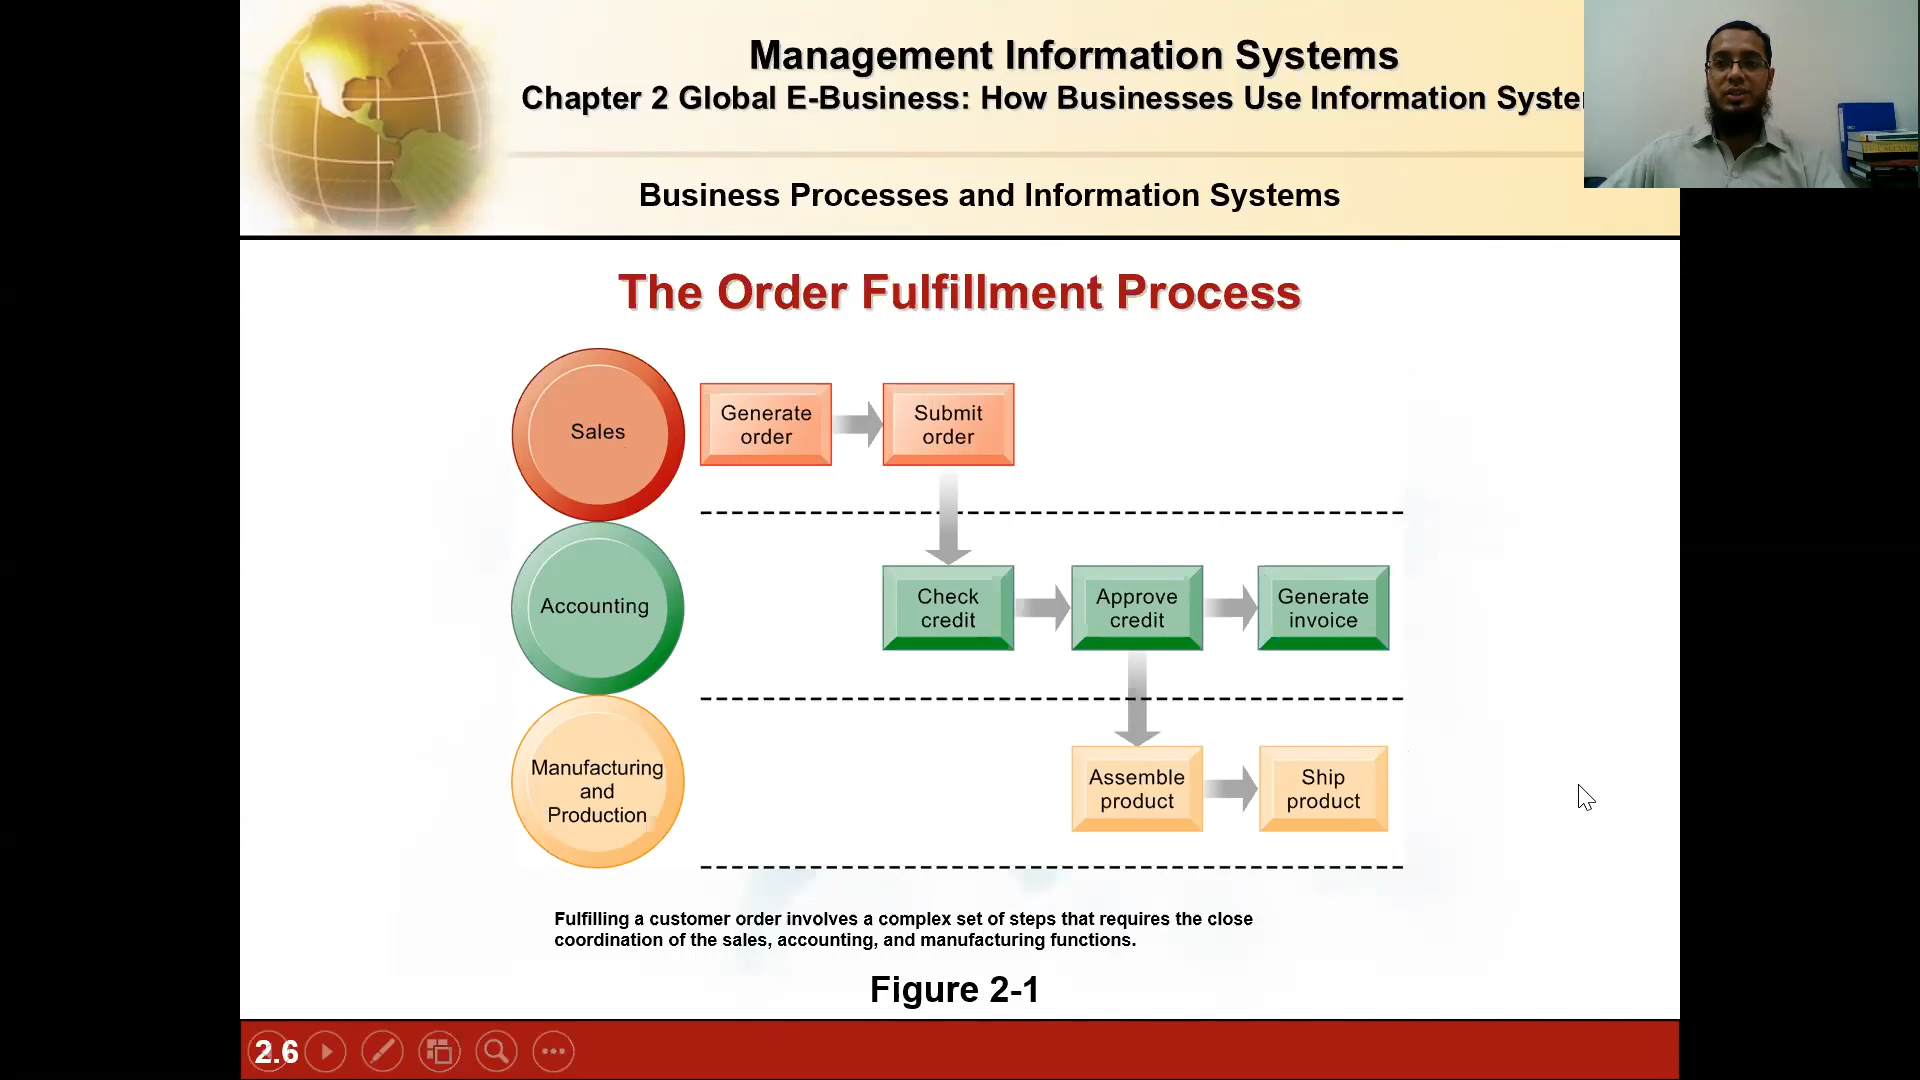 Management Information Systems
Chapter 2 Global E-Business: How Businesses Use Information Syste
Business Processes and Information Systems
The Order Fulfillment Process
Sales
Generate
order
Submit
order
Accounting
Check
credit
Approve
credit
Generate
invoice
Manufacturing
and
Production
Assemble
product
Ship
product
Fulfilling a customer order involves a complex set of steps that requires the close
coordination of the sales, accounting, and manufacturing functions.
Figure 2-1
2.6